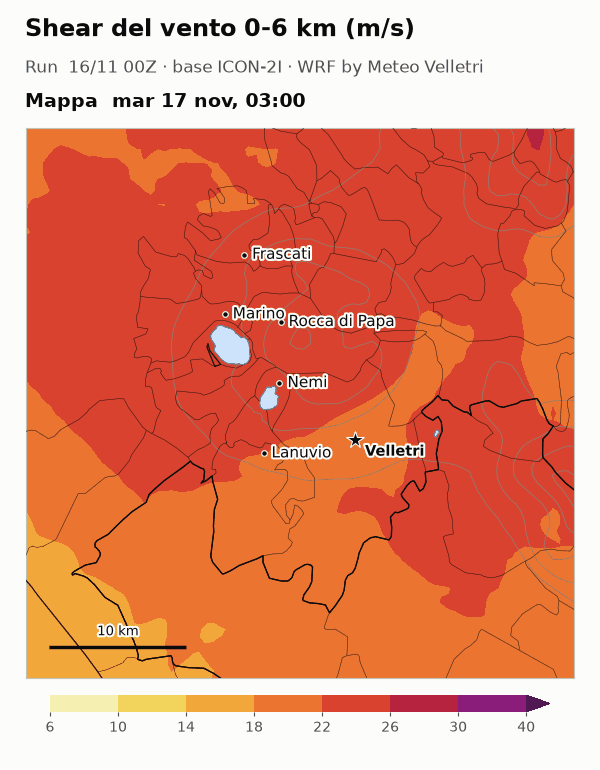 Shear del vento 0-6 km (m/s)
Run  16/11 00Z · base ICON-2I · WRF by Meteo Velletri
Mappa  mar 17 nov, 03:00
Frascati
Marino
Rocca di Papa
Nemi
Lanuvio
Velletri
10 km
6 10 14 18 22 26 30 40